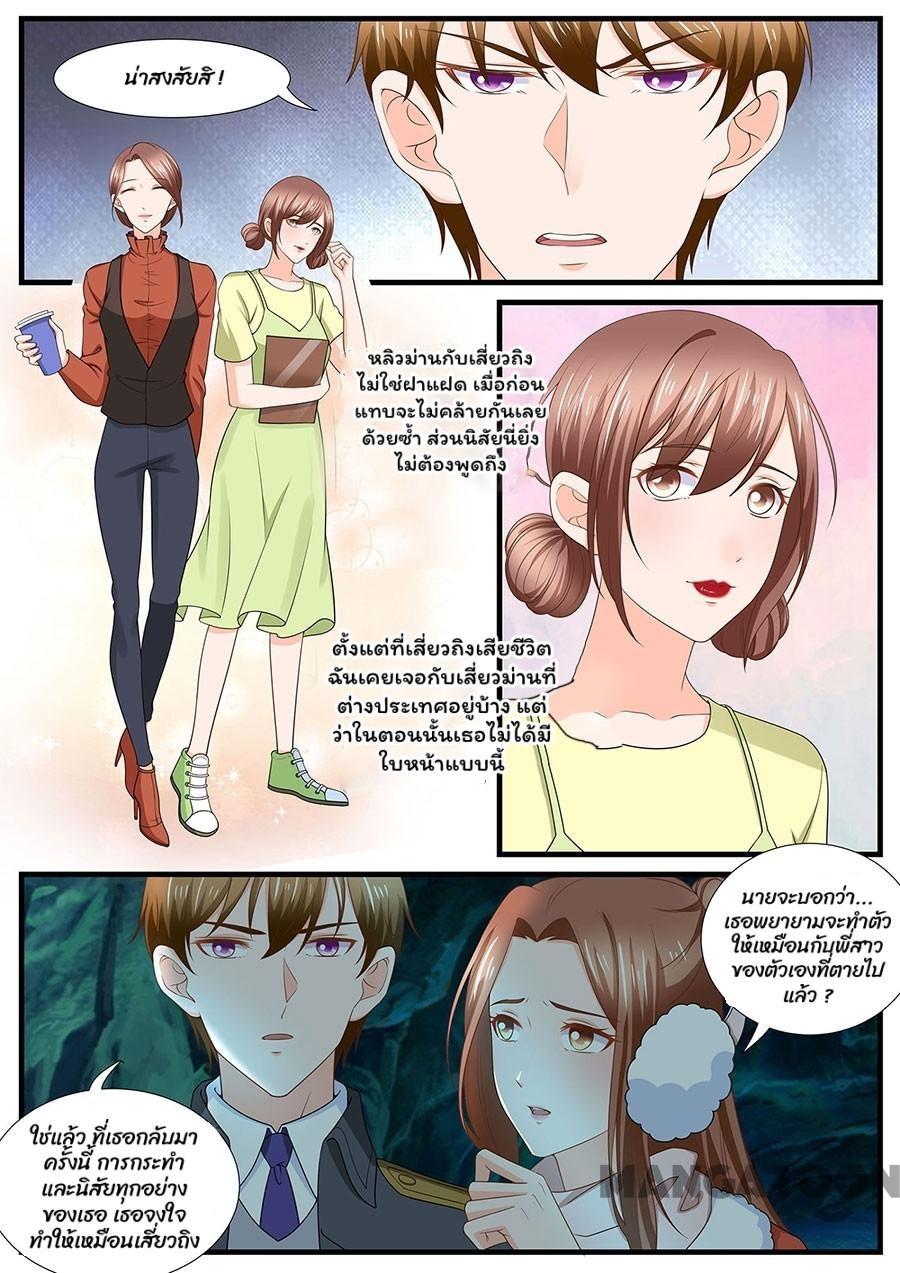 น่าสงสัยสิ !
หลิวม่านกับเสี่ยวถิง
ไม่ใช่ฝาแฝด เมื่อก่อน
แทบจะไม่คล้ายกันเลย
ด้วยซ้ำ ส่วนนิสัยนี่ยิ่ง
ไม่ต้องพูดถึง
ตั้งแต่ที่เสี่ยวถิงเสียชีวิต
ฉันเคยเจอกับเสี่ยวม่านที่
ต่างประเทศอยู่บ้าง แต่
ว่าในตอนนั้นเธอไม่ได้มี
ใบหน้าแบบนี้
นายจะบอกว่า...
เธอพยายามจะทำตัว
ให้เหมือนกับพี่สาว
ของตัวเองที่ตายไป
แล้ว ?
ใช่แล้ว ที่เธอกลับมา
ครั้งนี้ การกระทำ
และนิสัยทุกอย่าง
ของเธอ เธอจงใจ
ทำให้เหมือนเสี่ยวถิง
MANGATOON